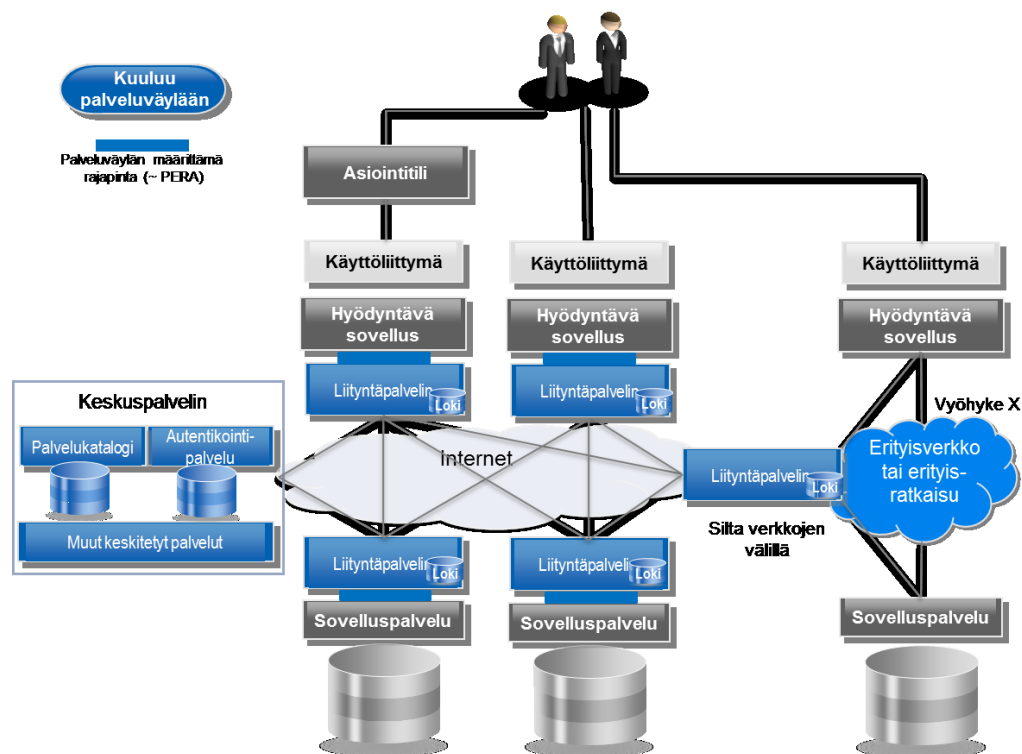 Kuuluu
palveluväylään
Palveluväylän määrittämä
rajapinta (~ PERA)
Asiointitili
Käyttöliittymä
Käyttöliittymä
Käyttöliittymä
Hyödyntävä
sovellus
Hyödyntävä
sovellus
Hyödyntävä
sovellus
Liityntäpalvelin
Loki
Liityntäpalvelin
Loki
Keskuspalvelin
Palvelukatalogi
Autentikointi-
palvelu
Muut keskitetyt palvelut
internet
Liityntäpalvelin
Loki
Silta verkkojen
välillä
Vyöhyke X
Erityisverkko
tai erityis-
ratkaisu
Liityntäpalvelin
Loki
Liityntäpalvelin
Loki
Sovelluspalvelu
Sovelluspalvelu
Sovelluspalvelu